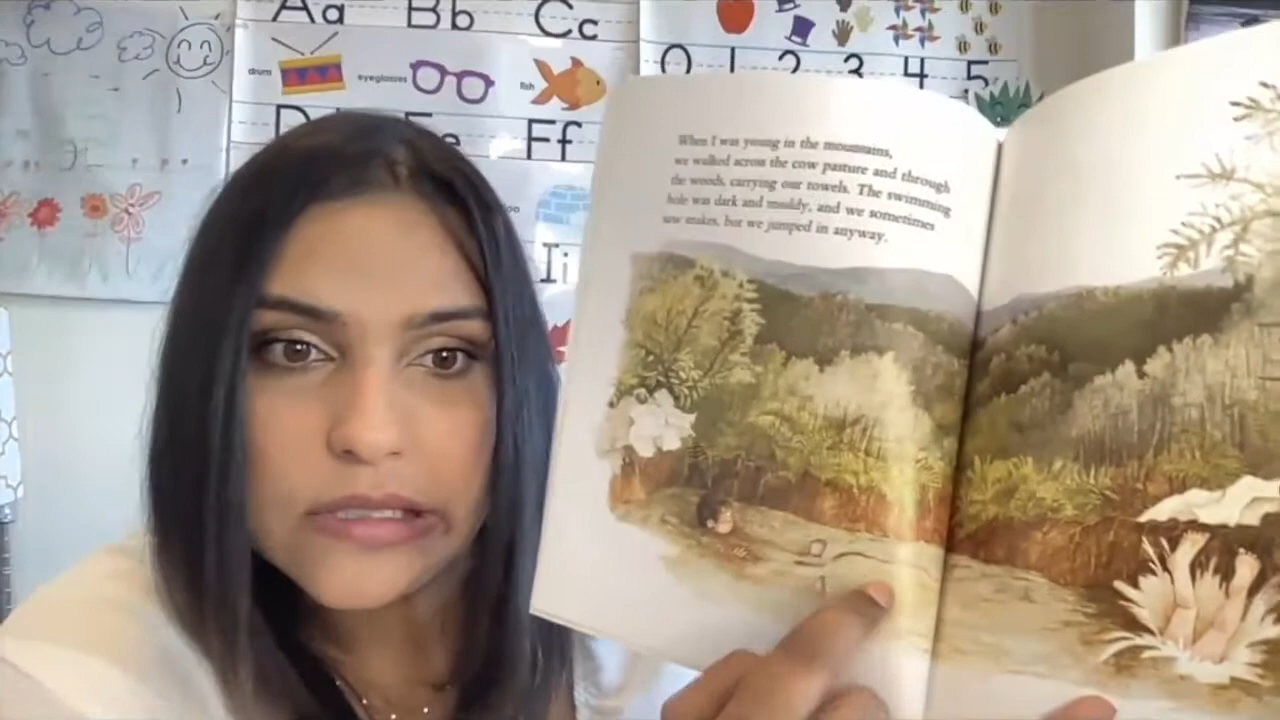 Aa Bb Cc
0 1 2 3 4 5
drum eyeglasses fish
Ff
Ii
When I was young in the mountains,
we walked across the cow pasture and through
the woods, carrying our towels. The swimming
hole was dark and muddy, and we sometimes
saw snakes, but we jumped in anyway.